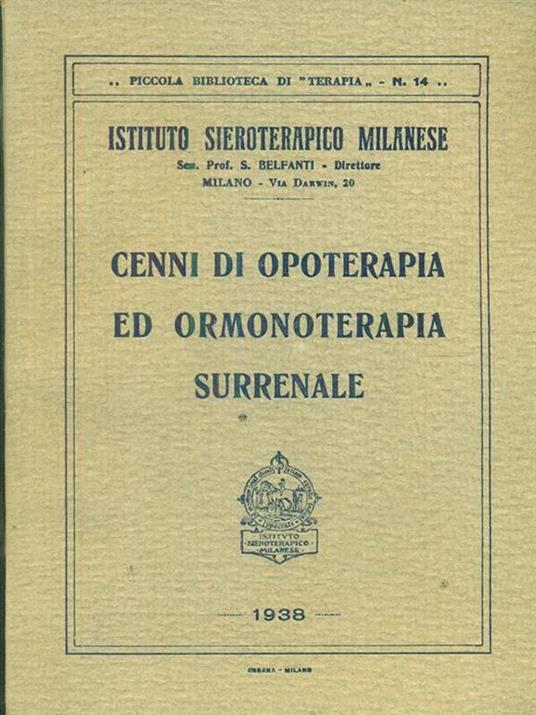 .. PICCOLA BIBLIOTECA DI "TERAPIA„ - N. 14 ..
ISTITUTO SIEROTERAPICO MILANESE
Sen. Prof. S. BELFANTI - Direttore
MILANO - VIA DARWIN, 20
CENNI DI OPOTERAPIA
ED ORMONOTERAPIA
SURRENALE
ISTITVTO
SIEROTERAPICO
MILANESE
1938
- MILANO